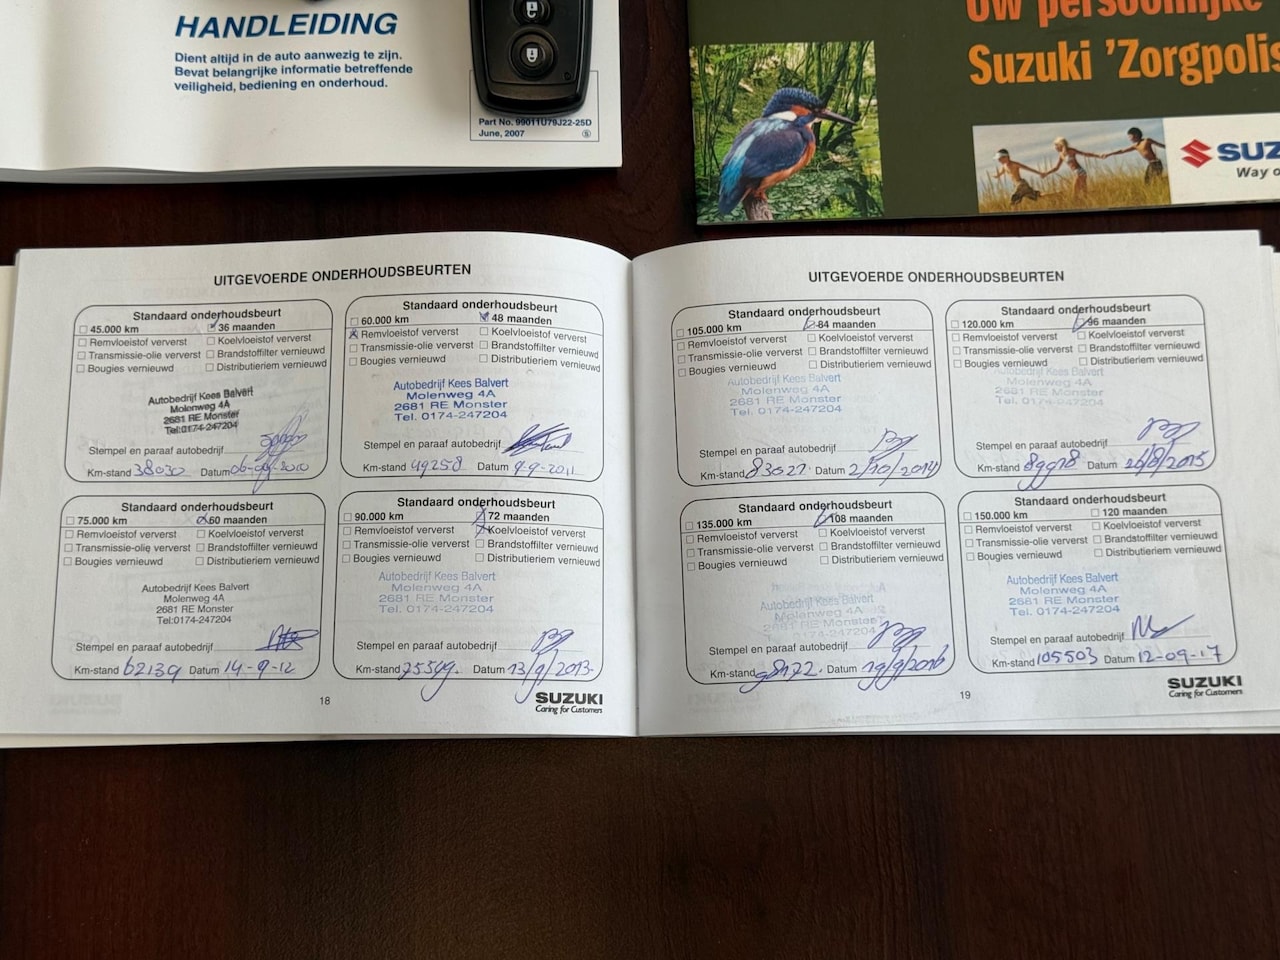 HANDLEIDING
Dient altijd in de auto aanwezig te zijn.
Bevat belangrijke informatie betreffende
veiligheid, bediening en onderhoud.
Part No. 99011U79J22-25D
June, 2007
Uw persoonlijke
Suzuki 'Zorgpolis
SUZ
Way o
UITGEVOERDE ONDERHOUDSBEURTEN
Standaard onderhoudsbeurt
45.000 km 36 maanden
Remvloeistof ververst Koelvloeistof ververst
Transmissie-olie ververst Brandstoffilter vernieuwd
Bougies vernieuwd Distributieriem vernieuwd
Autobedrijf Kees Balvert
Molenweg 4A
2681 RE Monster
Tel:0174-247204
Stempel en paraaf autobedrijf
Km-stand 38030 Datum 06-09-2010
Standaard onderhoudsbeurt
60.000 km 48 maanden
Remvloeistof ververst Koelvloeistof ververst
Transmissie-olie ververst Brandstoffilter vernieuwd
Bougies vernieuwd Distributieriem vernieuwd
Autobedrijf Kees Balvert
Molenweg 4A
2681 RE Monster
Tel. 0174-247204
Stempel en paraaf autobedrijf
Km-stand 49258 Datum 9-9-2011
Standaard onderhoudsbeurt
75.000 km 60 maanden
Remvloeistof ververst Koelvloeistof ververst
Transmissie-olie ververst Brandstoffilter vernieuwd
Bougies vernieuwd Distributieriem vernieuwd
Autobedrijf Kees Balvert
Molenweg 4A
2681 RE Monster
Tel:0174-247204
Stempel en paraaf autobedrijf
Km-stand 62139 Datum 14-9-12
Standaard onderhoudsbeurt
90.000 km 72 maanden
Remvloeistof ververst Koelvloeistof ververst
Transmissie-olie ververst Brandstoffilter vernieuwd
Bougies vernieuwd Distributieriem vernieuwd
Autobedrijf Kees Balvert
Molenweg 4A
2681 RE Monster
Tel. 0174-247204
Stempel en paraaf autobedrijf
Km-stand 75549 Datum 13/9/2013
18
SUZUKI
Caring for Customers
UITGEVOERDE ONDERHOUDSBEURTEN
Standaard onderhoudsbeurt
105.000 km 84 maanden
Remvloeistof ververst Koelvloeistof ververst
Transmissie-olie ververst Brandstoffilter vernieuwd
Bougies vernieuwd Distributieriem vernieuwd
Autobedrijf Kees Balvert
Molenweg 4A
2681 RE Monster
Tel. 0174-247204
Stempel en paraaf autobedrijf
Km-stand 83027 Datum 2/10/2014
Standaard onderhoudsbeurt
120.000 km 96 maanden
Remvloeistof ververst Koelvloeistof ververst
Transmissie-olie ververst Brandstoffilter vernieuwd
Bougies vernieuwd Distributieriem vernieuwd
Autobedrijf Kees Balvert
Molenweg 4A
2681 RE Monster
Tel. 0174-247204
Stempel en paraaf autobedrijf
Km-stand 89978 Datum 26/8/2015
Standaard onderhoudsbeurt
135.000 km 108 maanden
Remvloeistof ververst Koelvloeistof ververst
Transmissie-olie ververst Brandstoffilter vernieuwd
Bougies vernieuwd Distributieriem vernieuwd
Autobedrijf Kees Balvert
Molenweg 4A
2681 RE Monster
Tel. 0174-247204
Stempel en paraaf autobedrijf
Km-stand 98172 Datum 19/9/2016
Standaard onderhoudsbeurt
150.000 km 120 maanden
Remvloeistof ververst Koelvloeistof ververst
Transmissie-olie ververst Brandstoffilter vernieuwd
Bougies vernieuwd Distributieriem vernieuwd
Autobedrijf Kees Balvert
Molenweg 4A
2681 RE Monster
Tel. 0174-247204
Stempel en paraaf autobedrijf
Km-stand 105503 Datum 12-09-17
19
SUZUKI
Caring for Customers